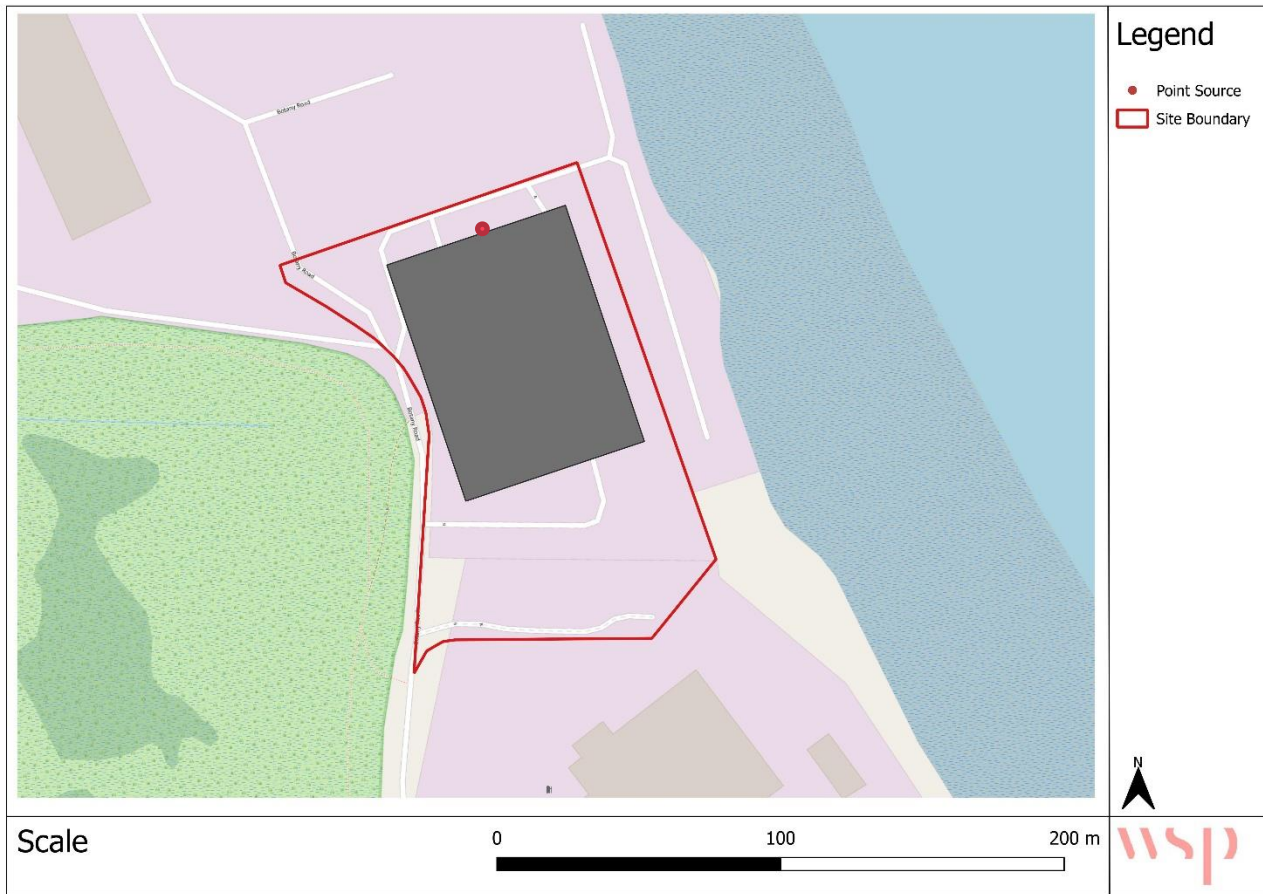 Legend
Point Source
Site Boundary
Botany Road
Botany Road
Botany Road
N
Scale
0 100 200 m
wsp